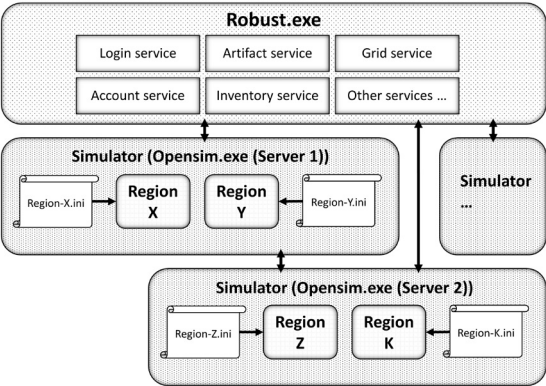 Robust.exe
Login service
Artifact service
Grid service
Account service
Inventory service
Other services ...
Simulator (Opensim.exe (Server 1))
Region-X.ini
Region
X
Region
Y
Region-Y.ini
Simulator
...
Simulator (Opensim.exe (Server 2))
Region-Z.ini
Region
Z
Region
K
Region-K.ini